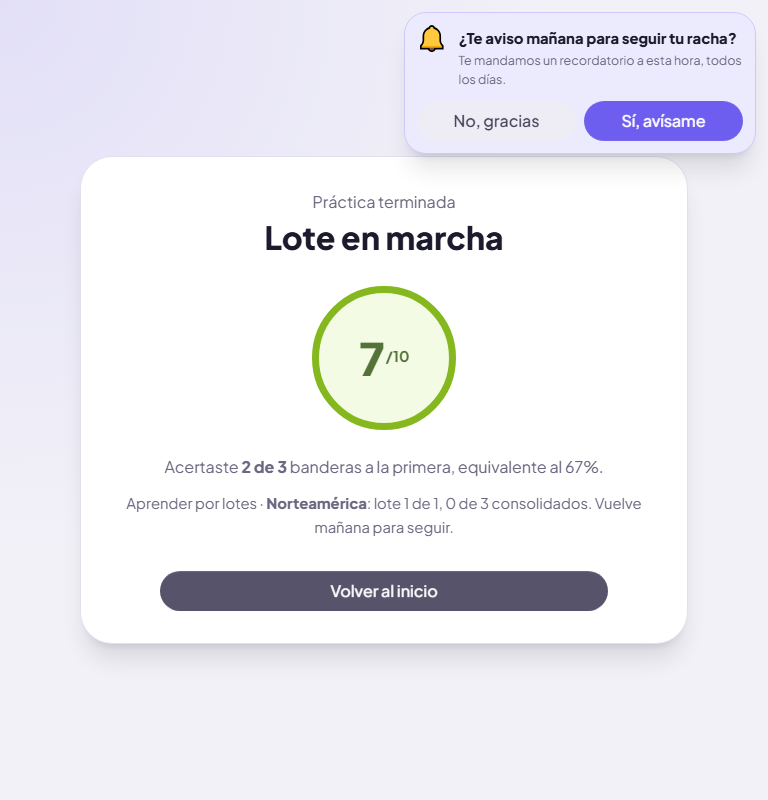 ¿Te aviso mañana para seguir tu racha?
Te mandamos un recordatorio a esta hora, todos
los días.
No, gracias
Sí, avísame
Práctica terminada
Lote en marcha
7/10
Acertaste 2 de 3 banderas a la primera, equivalente al 67%.
Aprender por lotes · Norteamérica: lote 1 de 1, 0 de 3 consolidados. Vuelve
mañana para seguir.
Volver al inicio